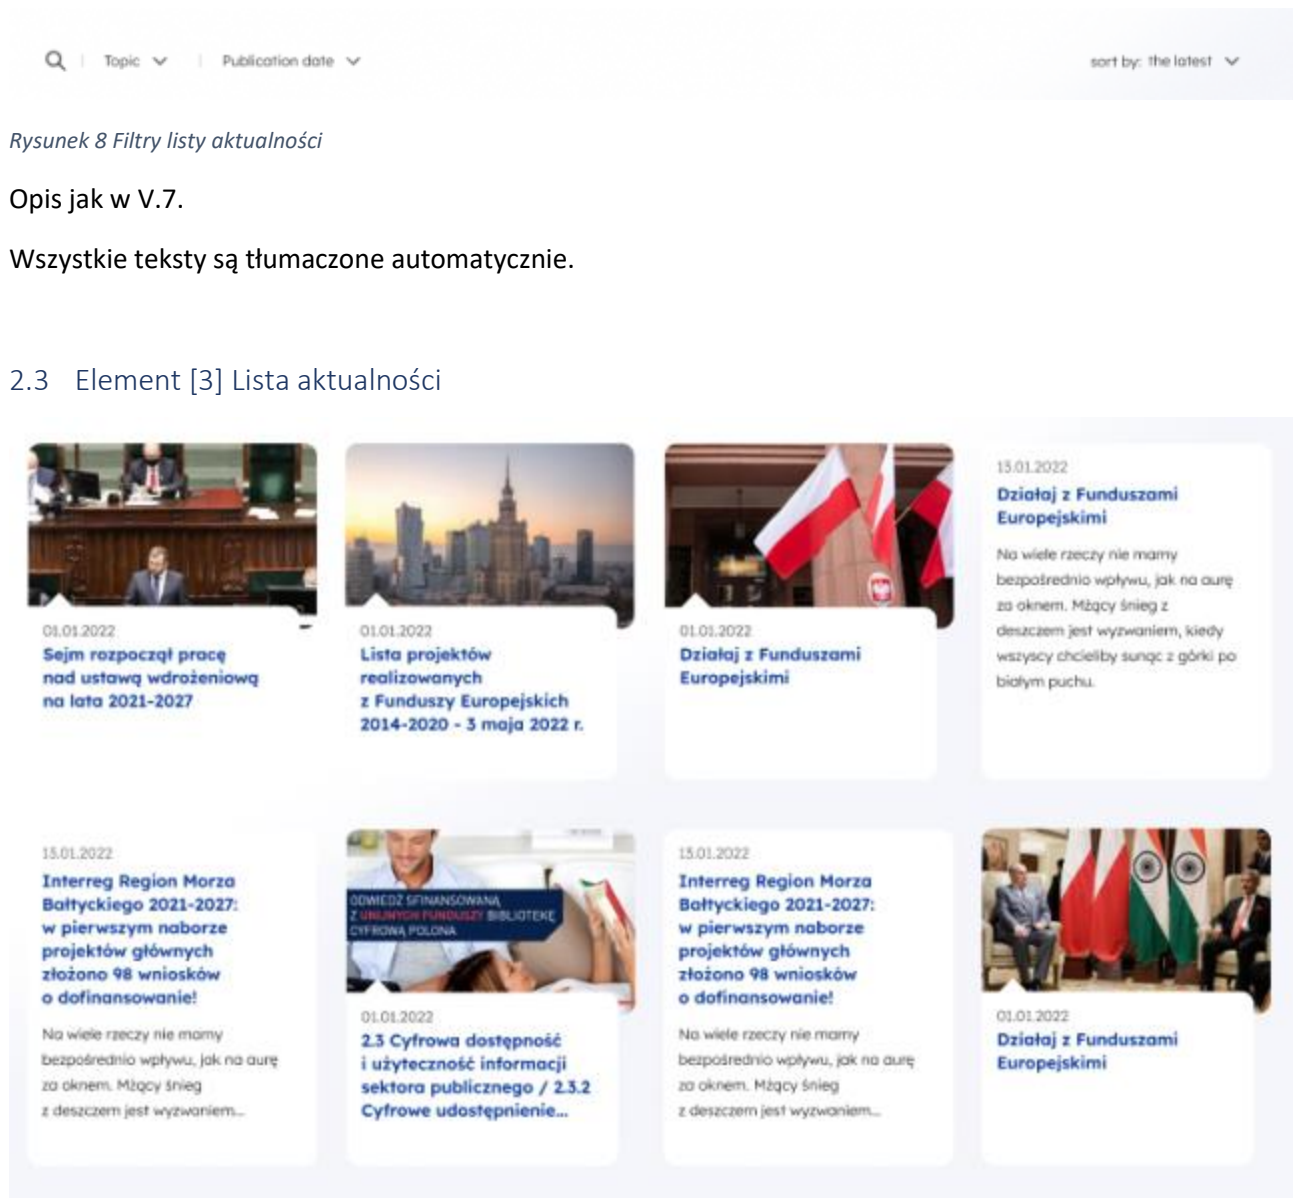 Topic
Publication date
sort by: the latest
Rysunek 8 Filtry listy aktualności
Opis jak w V.7.
Wszystkie teksty są tłumaczone automatycznie.
2.3 Element [3] Lista aktualności
01.01.2022
Sejm rozpoczął pracę
nad ustawą wdrożeniową
na lata 2021-2027
01.01.2022
Lista projektów
realizowanych
z Funduszy Europejskich
2014-2020 - 3 maja 2022 r.
01.01.2022
Działaj z Funduszami
Europejskimi
13.01.2022
Działaj z Funduszami
Europejskimi
Na wiele rzeczy nie mamy
bezpośrednio wpływu, jak na aurę
za oknem. Mżący śnieg z
deszczem jest wyzwaniem, kiedy
wszyscy chcieliby sunąc z górki po
białym puchu.
13.01.2022
Interreg Region Morza
Bałtyckiego 2021-2027:
w pierwszym naborze
projektów głównych
złożono 98 wniosków
o dofinansowanie!
Na wiele rzeczy nie mamy
bezpośrednio wpływu, jak na aurę
za oknem. Mżący śnieg
z deszczem jest wyzwaniem...
ODWIEDŹ SFINANSOWANĄ
Z UNIJNYCH FUNDUSZY BIBLIOTEKĘ
CYFROWĄ POLONA
01.01.2022
2.3 Cyfrowa dostępność
i użyteczność informacji
sektora publicznego / 2.3.2
Cyfrowe udostępnienie...
13.01.2022
Interreg Region Morza
Bałtyckiego 2021-2027:
w pierwszym naborze
projektów głównych
złożono 98 wniosków
o dofinansowanie!
Na wiele rzeczy nie mamy
bezpośrednio wpływu, jak na aurę
za oknem. Mżący śnieg
z deszczem jest wyzwaniem...
01.01.2022
Działaj z Funduszami
Europejskimi